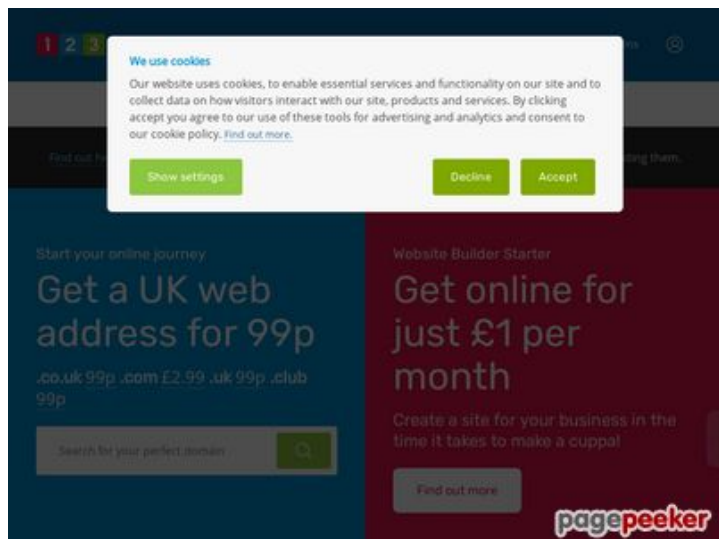 1 2 3
We use cookies
Our website uses cookies, to enable essential services and functionality on our site and to
collect data on how visitors interact with our site, products and services. By clicking
accept you agree to our use of these tools for advertising and analytics and consent to
our cookie policy. Find out more.
Show settings
Decline
Accept
Find out
ting them.
Start your online journey
Get a UK web
address for 99p
.co.uk 99p .com £2.99 .uk 99p .club
99p
Search for your perfect domain
Website Builder Starter
Get online for
just £1 per
month
Create a site for your business in the
time it takes to make a cuppa!
Find out more
pagepeeker